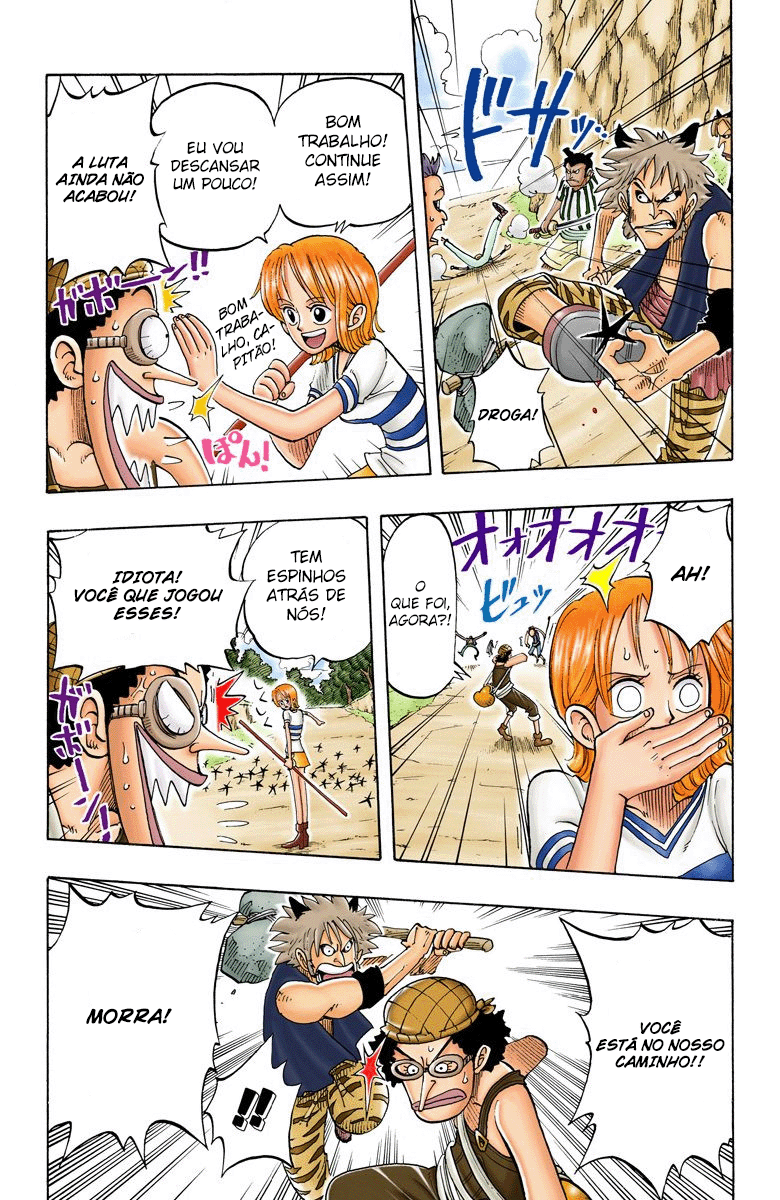 ドサッ…
DROGA!
BOM
TRABALHO!
CONTINUE
ASSIM!
EU VOU
DESCANSAR
UM POUCO!
A LUTA
AINDA NÃO
ACABOU!
BOM
TRABA-
LHO, CA-
PITÃO!
ガボーン!!
ぱん!
AH!
オオオオオ
ビュッ
O
QUE FOI,
AGORA?!
TEM
ESPINHOS
ATRÁS DE
NÓS!
IDIOTA!
VOCÊ QUE JOGOU
ESSES!
ガボーン!
VOCÊ
ESTÁ NO NOSSO
CAMINHO!!
MORRA!
!!